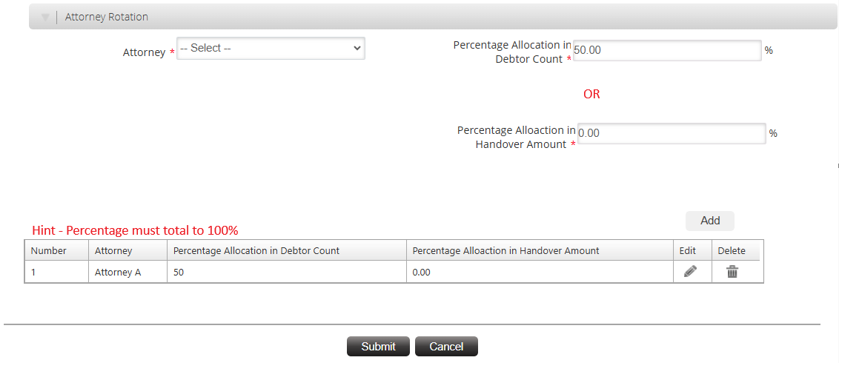 Attorney Rotation
Attorney * -- Select --
Percentage Allocation in
Debtor Count * 50.00 %
OR
Percentage Alloaction in
Handover Amount * 0.00 %
Add
Hint - Percentage must total to 100%
Number Attorney Percentage Allocation in Debtor Count Percentage Alloaction in Handover Amount Edit Delete
1 Attorney A 50 0.00
Submit Cancel